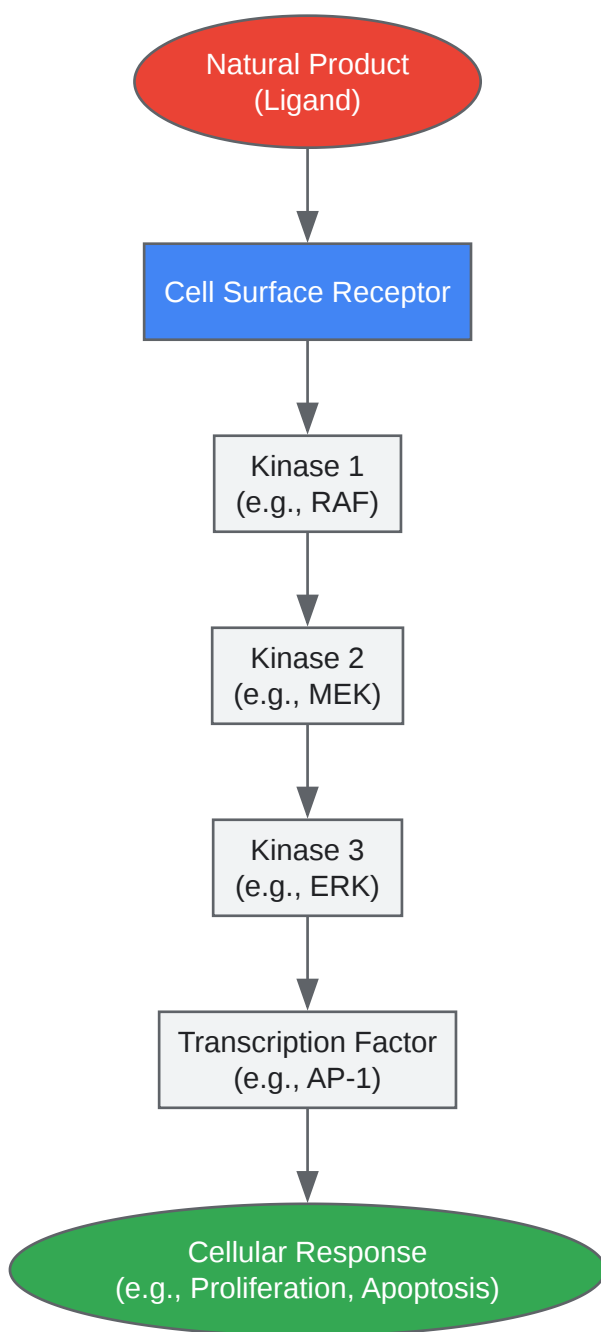 Natural Product
(Ligand)
Cell Surface Receptor
Kinase 1
(e.g., RAF)
Kinase 2
(e.g., MEK)
Kinase 3
(e.g., ERK)
Transcription Factor
(e.g., AP-1)
Cellular Response
(e.g., Proliferation, Apoptosis)